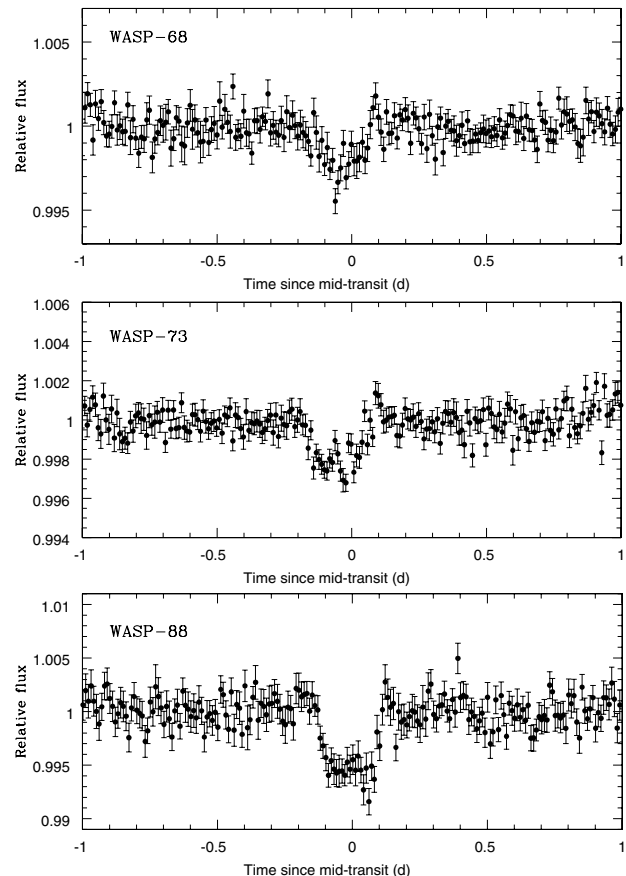 WASP-68
Relative flux
1.005
1
0.995
-1 -0.5 0 0.5 1
Time since mid-transit (d)
WASP-73
Relative flux
1.006
1.004
1.002
1
0.998
0.996
0.994
-1 -0.5 0 0.5 1
Time since mid-transit (d)
WASP-88
Relative flux
1.01
1.005
1
0.995
0.99
-1 -0.5 0 0.5 1
Time since mid-transit (d)